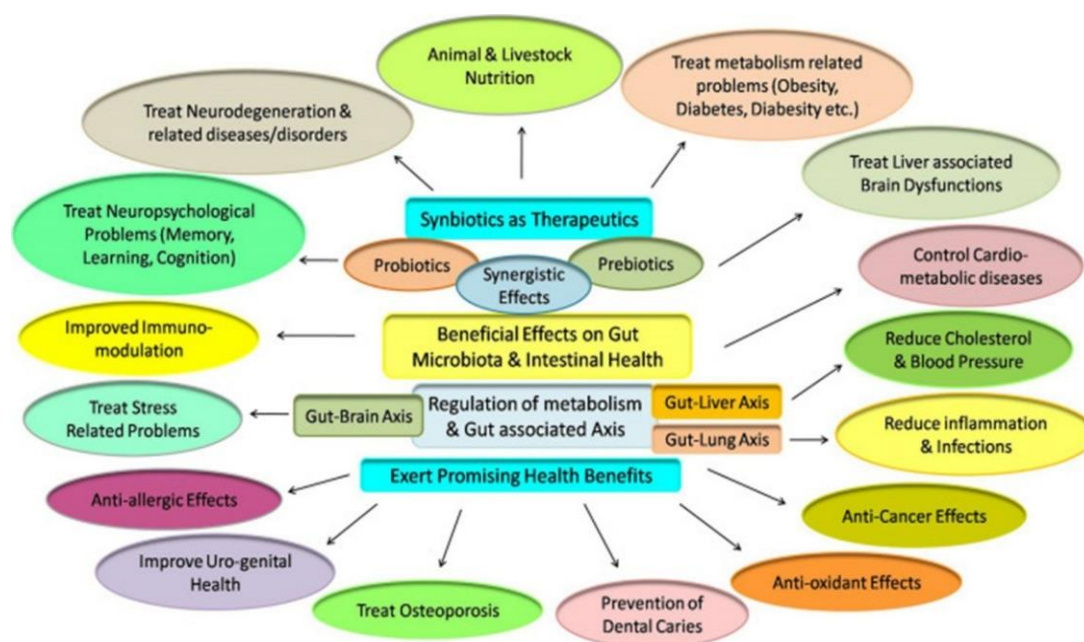 Animal & Livestock
Nutrition
Treat metabolism related
problems (Obesity,
Diabetes, Diabesity etc.)
Treat Neurodegeneration &
related diseases/disorders
Treat Liver associated
Brain Dysfunctions
Treat Neuropsychological
Problems (Memory,
Learning, Cognition)
Synbiotics as Therapeutics
Probiotics
Synergistic
Effects
Prebiotics
Control Cardio-
metabolic diseases
Improved Immuno-
modulation
Beneficial Effects on Gut
Microbiota & Intestinal Health
Reduce Cholesterol
& Blood Pressure
Treat Stress
Related Problems
Gut-Brain Axis
Regulation of metabolism
& Gut associated Axis
Gut-Liver Axis
Gut-Lung Axis
Reduce inflammation
& Infections
Exert Promising Health Benefits
Anti-allergic Effects
Anti-Cancer Effects
Improve Uro-genital
Health
Anti-oxidant Effects
Treat Osteoporosis
Prevention of
Dental Caries